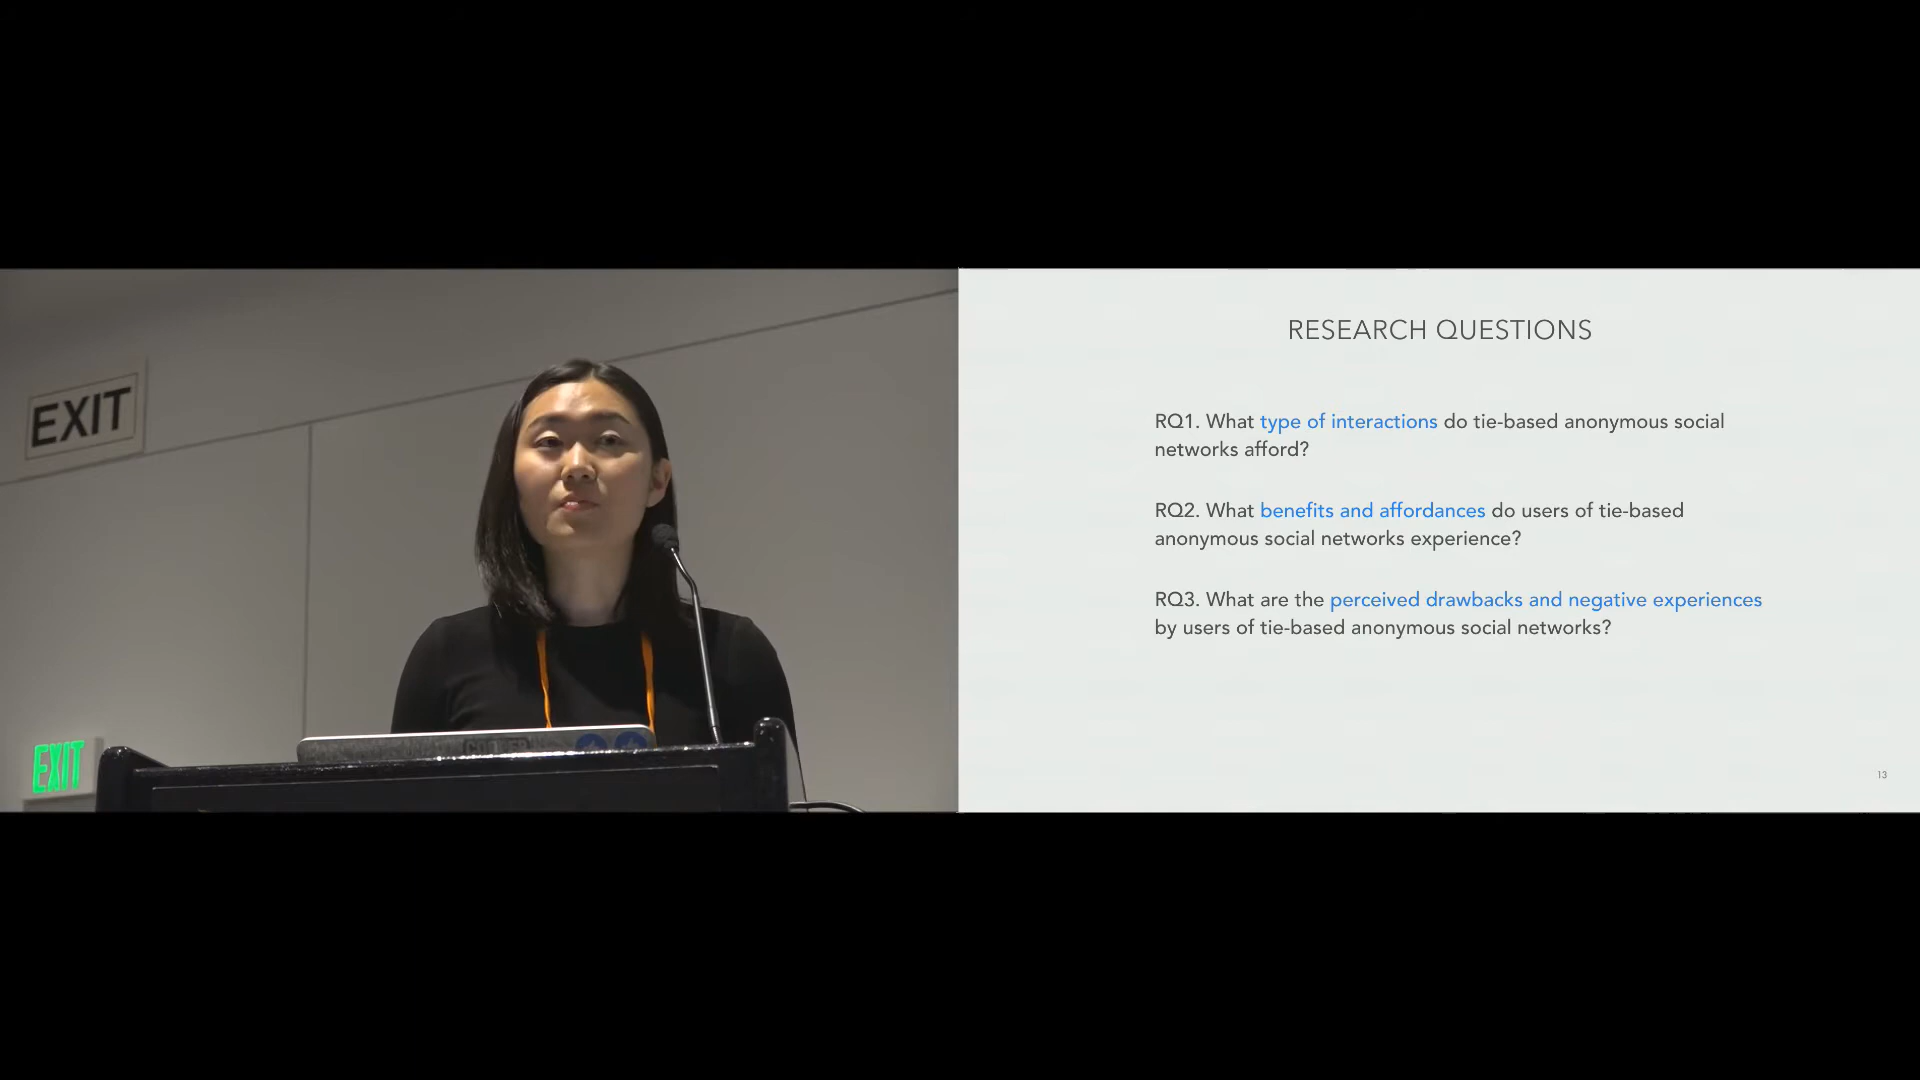 EXIT
EXIT
RESEARCH QUESTIONS
RQ1. What type of interactions do tie-based anonymous social
networks afford?
RQ2. What benefits and affordances do users of tie-based
anonymous social networks experience?
RQ3. What are the perceived drawbacks and negative experiences
by users of tie-based anonymous social networks?
13